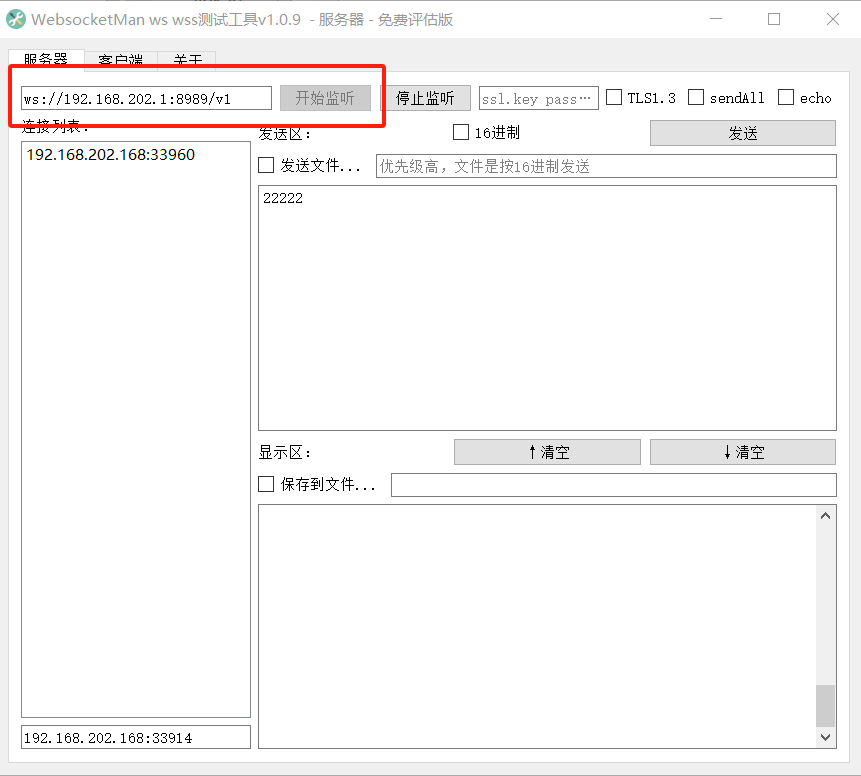 WebsocketMan ws wss测试工具v1.0.9 - 服务器 - 免费评估版
服务器 客户端 关于
ws://192.168.202.1:8989/v1 开始监听 停止监听 ssl.key pass… TLS1.3 sendAll echo
连接列表: 发送区: 16进制 发送
192.168.202.168:33960
发送文件... 优先级高，文件是按16进制发送
22222
显示区: ↑清空 ↓清空
保存到文件...
192.168.202.168:33914